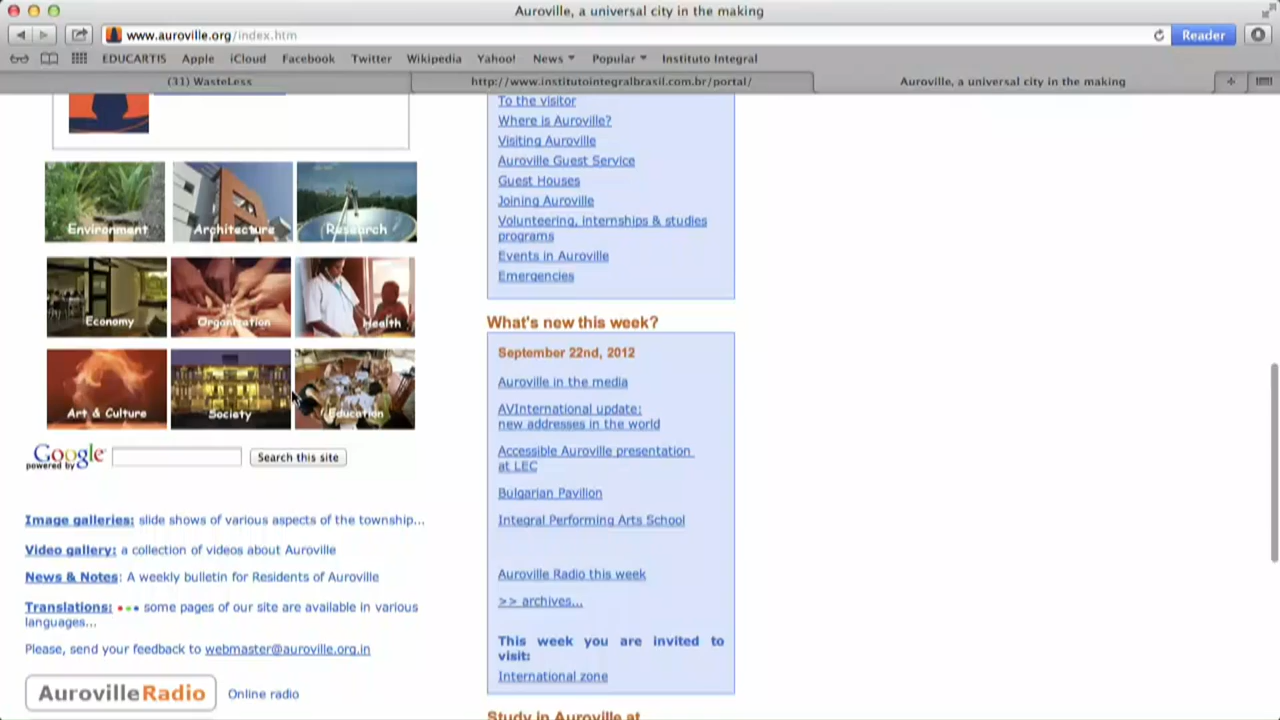 Auroville, a universal city in the making
www.auroville.org/index.htm
Reader
EDUCARTIS Apple iCloud Facebook Twitter Wikipedia Yahoo! News Popular Instituto Integral
(31) WasteLess
http://www.institutointegralbrasil.com.br/portal/
Auroville, a universal city in the making
Environment
Architecture
Research
Economy
Organization
Health
Art & Culture
Society
Education
Google
powered by
Search this site
Image galleries: slide shows of various aspects of the township...
Video gallery: a collection of videos about Auroville
News & Notes: A weekly bulletin for Residents of Auroville
Translations: some pages of our site are available in various
languages...
Please, send your feedback to webmaster@auroville.org.in
AurovilleRadio Online radio
To the visitor
Where is Auroville?
Visiting Auroville
Auroville Guest Service
Guest Houses
Joining Auroville
Volunteering, internships & studies
programs
Events in Auroville
Emergencies
What's new this week?
September 22nd, 2012
Auroville in the media
AVInternational update:
new addresses in the world
Accessible Auroville presentation
at LEC
Bulgarian Pavilion
Integral Performing Arts School
Auroville Radio this week
>> archives...
This week you are invited to
visit:
International zone
Study in Auroville at